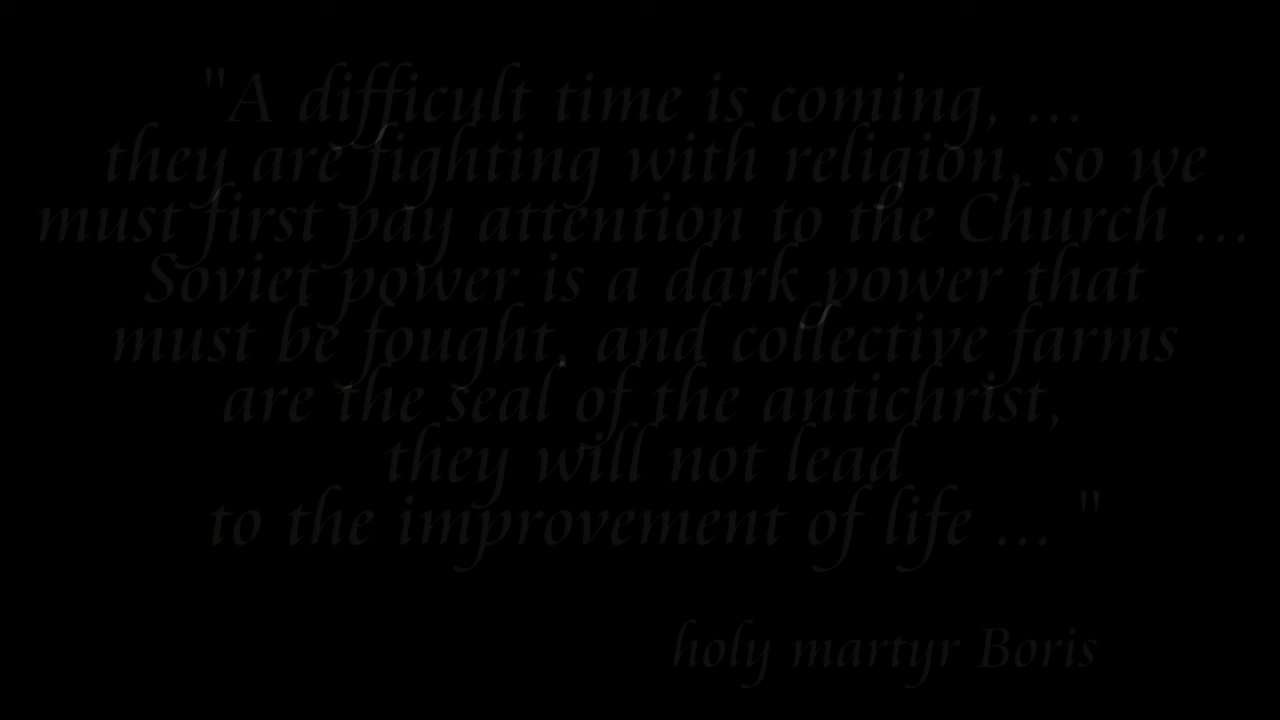 "A difficult time is coming, ...
they are fighting with religion, so we
must first pay attention to the Church ...
Soviet power is a dark power that
must be fought, and collective farms
are the seal of the antichrist,
they will not lead
to the improvement of life ... "
holy martyr Boris